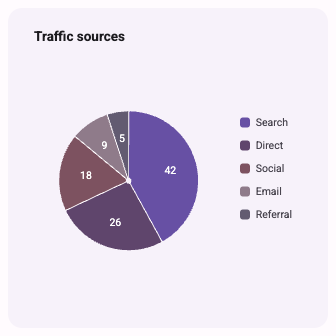 Traffic sources
5
9
42
18
26
Search
Direct
Social
Email
Referral